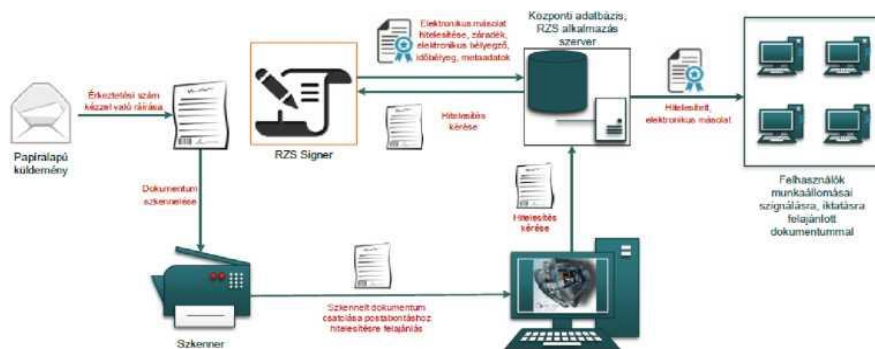 Papíralapú
küldemény
Érkeztetési szám
kézzel való ráírása
Dokumentum
szkennelése
Szkenner
Szkennelt dokumentum
csatolása postabontáshoz
hitelesítésre felajánlás
Hitelesítés
kérése
RZS Signer
Elektronikus másolat
hitelesítése, záradék,
elektronikus bélyegző,
időbélyeg, metaadatok
Hitelesítés
kérése
Központi adatbázis,
RZS alkalmazás
szerver
Hitelesített,
elektronikus másolat
Felhasználók
munkaállomásai
szignálásra, iktatásra
felajánlott
dokumentummal